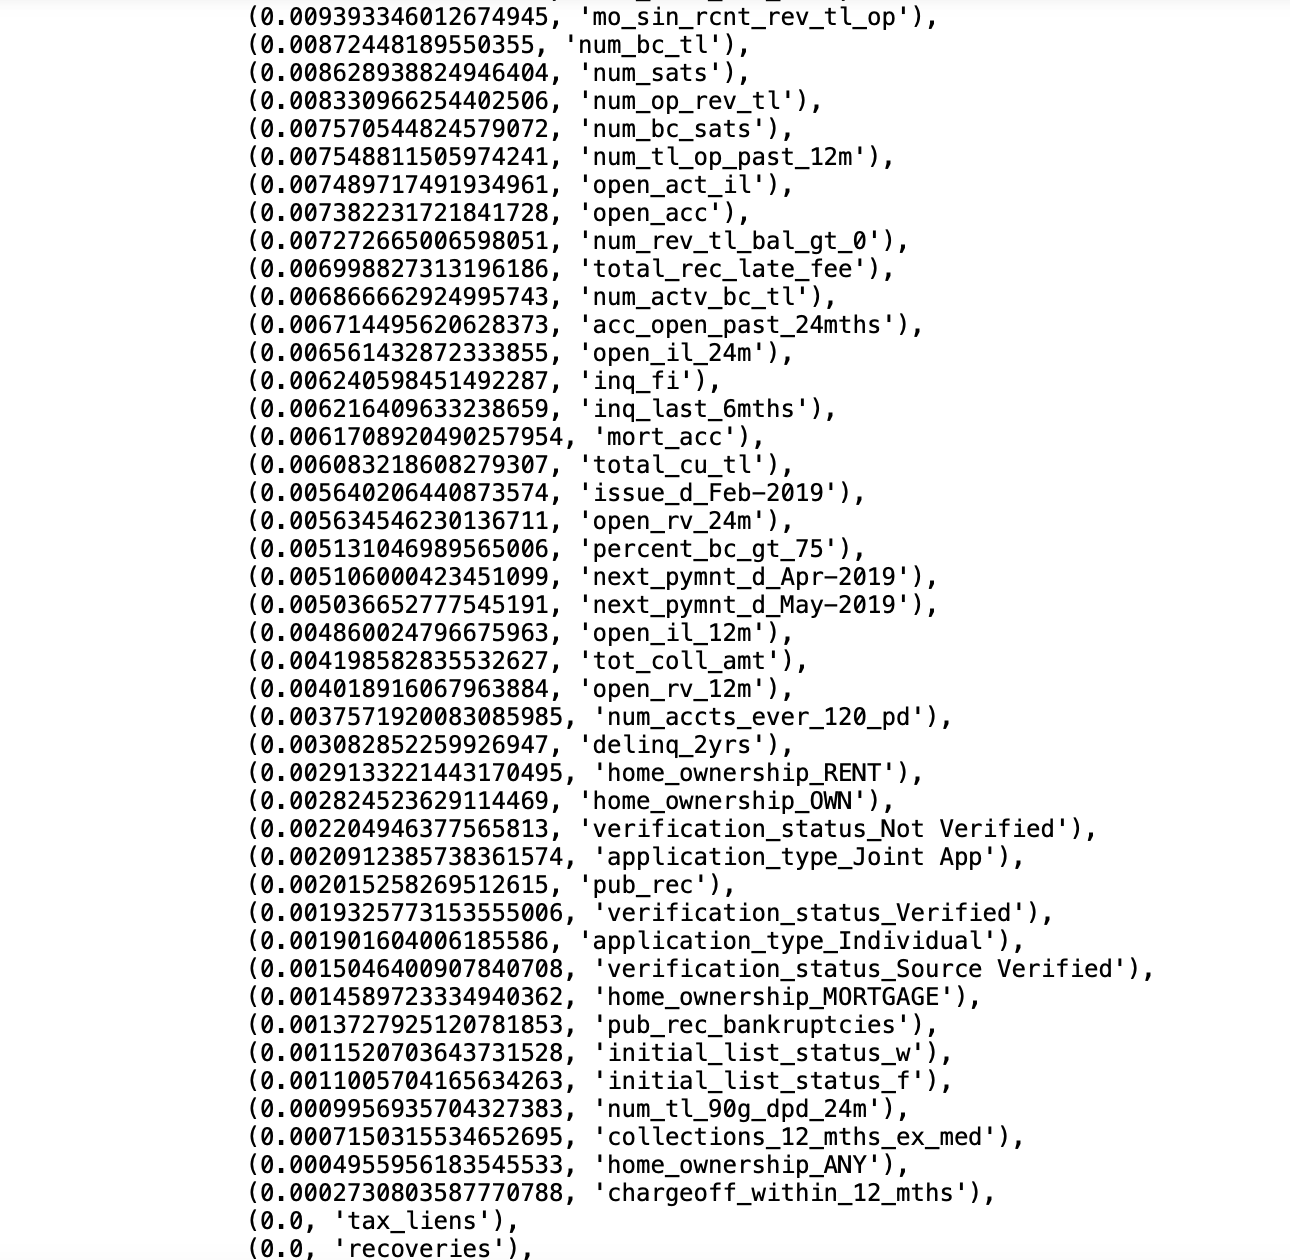 (0.009393346012674945, 'mo_sin_rcnt_rev_tl_op'),
(0.00872448189550355, 'num_bc_tl'),
(0.008628938824946404, 'num_sats'),
(0.008330966254402506, 'num_op_rev_tl'),
(0.007570544824579072, 'num_bc_sats'),
(0.007548811505974241, 'num_tl_op_past_12m'),
(0.007489717491934961, 'open_act_il'),
(0.007382231721841728, 'open_acc'),
(0.007272665006598051, 'num_rev_tl_bal_gt_0'),
(0.006998827313196186, 'total_rec_late_fee'),
(0.006866662924995743, 'num_actv_bc_tl'),
(0.006714495620628373, 'acc_open_past_24mths'),
(0.006561432872333855, 'open_il_24m'),
(0.006240598451492287, 'inq_fi'),
(0.006216409633238659, 'inq_last_6mths'),
(0.0061708920490257954, 'mort_acc'),
(0.006083218608279307, 'total_cu_tl'),
(0.005640206440873574, 'issue_d_Feb-2019'),
(0.005634546230136711, 'open_rv_24m'),
(0.005131046989565006, 'percent_bc_gt_75'),
(0.005106000423451099, 'next_pymnt_d_Apr-2019'),
(0.005036652777545191, 'next_pymnt_d_May-2019'),
(0.004860024796675963, 'open_il_12m'),
(0.004198582835532627, 'tot_coll_amt'),
(0.004018916067963884, 'open_rv_12m'),
(0.0037571920083085985, 'num_accts_ever_120_pd'),
(0.003082852259926947, 'delinq_2yrs'),
(0.0029133221443170495, 'home_ownership_RENT'),
(0.002824523629114469, 'home_ownership_OWN'),
(0.002204946377565813, 'verification_status_Not Verified'),
(0.0020912385738361574, 'application_type_Joint App'),
(0.002015258269512615, 'pub_rec'),
(0.0019325773153555006, 'verification_status_Verified'),
(0.001901604006185586, 'application_type_Individual'),
(0.0015046400907840708, 'verification_status_Source Verified'),
(0.0014589723334940362, 'home_ownership_MORTGAGE'),
(0.0013727925120781853, 'pub_rec_bankruptcies'),
(0.0011520703643731528, 'initial_list_status_w'),
(0.0011005704165634263, 'initial_list_status_f'),
(0.0009956935704327383, 'num_tl_90g_dpd_24m'),
(0.0007150315534652695, 'collections_12_mths_ex_med'),
(0.0004955956183545533, 'home_ownership_ANY'),
(0.0002730803587770788, 'chargeoff_within_12_mths'),
(0.0, 'tax_liens'),
(0.0, 'recoveries'),